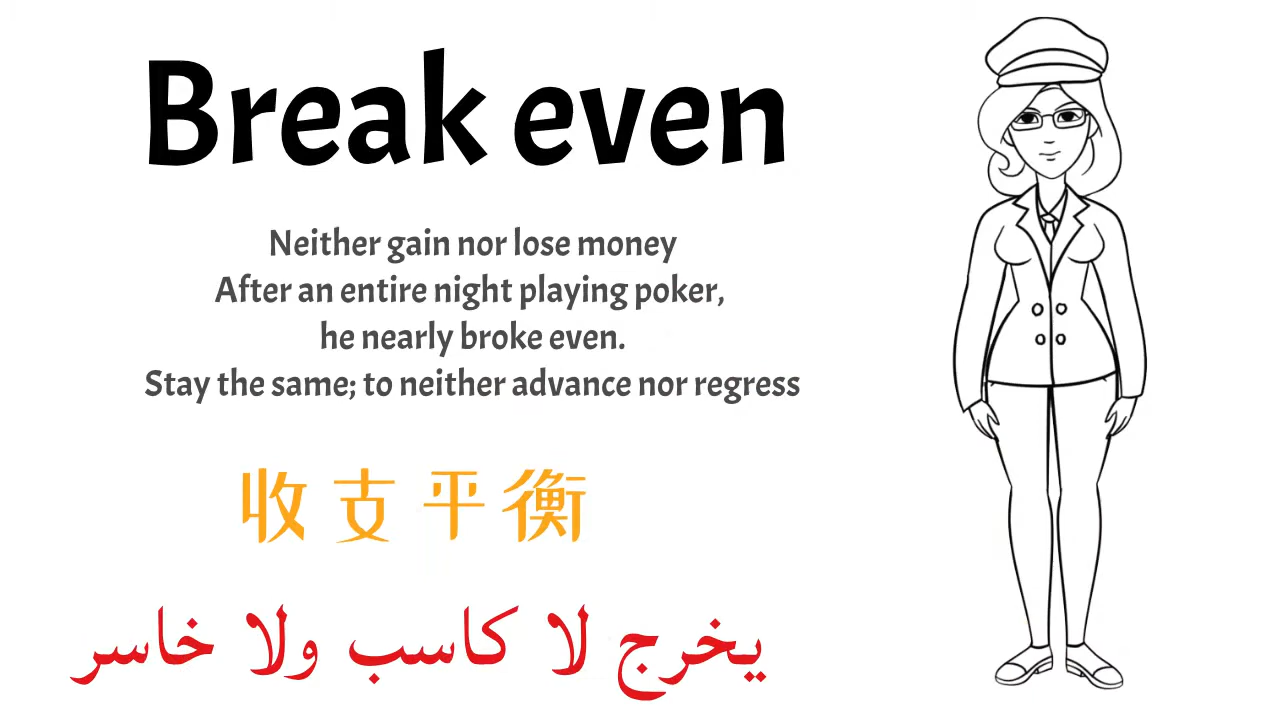 Break even
Neither gain nor lose money
After an entire night playing poker,
he nearly broke even.
Stay the same; to neither advance nor regress
收支平衡
يخرج لا كاسب ولا خاسر